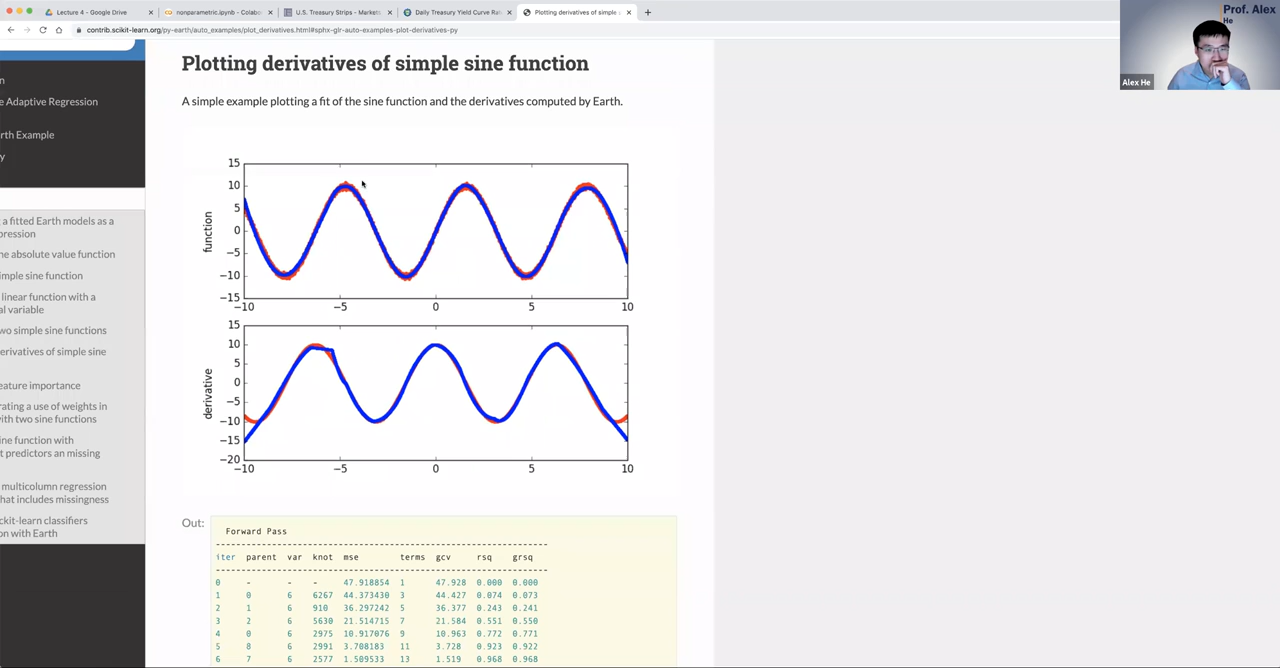 Lecture 4 - Google Drive
nonparametric.ipynb - Colabo
U.S. Treasury Strips - Markets
Daily Treasury Yield Curve Ra
Plotting derivatives of simple
contrib.scikit-learn.org/py-earth/auto_examples/plot_derivatives.html#sphx-glr-auto-examples-plot-derivatives-py
Prof. Alex
He
Alex He
n
e Adaptive Regression
rth Example
y
a fitted Earth models as a
pression
he absolute value function
imple sine function
linear function with a
al variable
wo simple sine functions
erivatives of simple sine
eature importance
rating a use of weights in
with two sine functions
ine function with
t predictors an missing
multicolumn regression
hat includes missingness
ckit-learn classifiers
on with Earth
Plotting derivatives of simple sine function
A simple example plotting a fit of the sine function and the derivatives computed by Earth.
15
10
5
0
−5
−10
−15
function
−10 −5 0 5 10
15
10
5
0
−5
−10
−15
−20
derivative
−10 −5 0 5 10
Out:
Forward Pass
iter parent var knot mse terms gcv rsq grsq
0 - - - 47.918854 1 47.928 0.000 0.000
1 0 6 6267 44.373430 3 44.427 0.074 0.073
2 1 6 910 36.297242 5 36.377 0.243 0.241
3 2 6 5630 21.514715 7 21.584 0.551 0.550
4 0 6 2975 10.917076 9 10.963 0.772 0.771
5 8 6 2991 3.708183 11 3.728 0.923 0.922
6 7 6 2577 1.509533 13 1.519 0.968 0.968